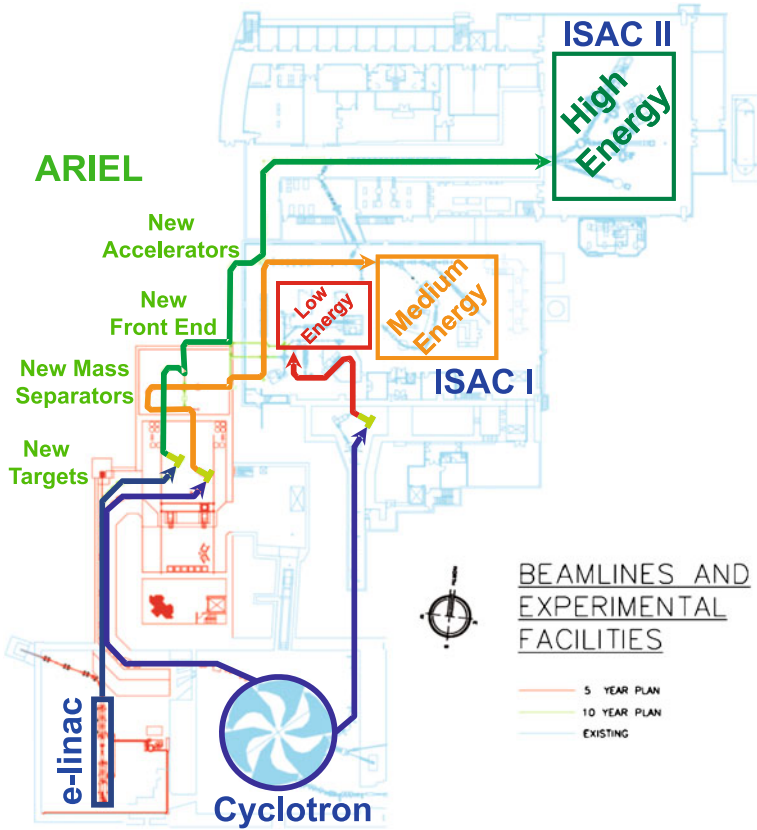 ISAC II
High
Energy
ARIEL
New
Accelerators
New
Front End
Low
Energy
Medium
Energy
New Mass
Separators
ISAC I
New
Targets
BEAMLINES AND
EXPERIMENTAL
FACILITIES
5 YEAR PLAN
10 YEAR PLAN
EXISTING
e-linac
Cyclotron